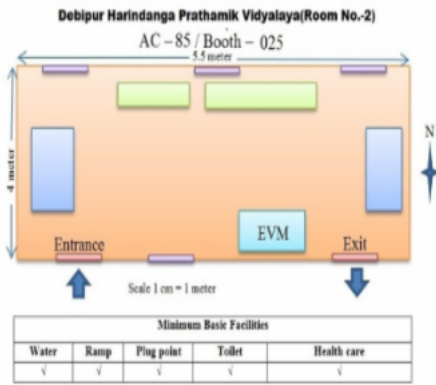 Debipur Harindanga Prathamik Vidyalaya(Room No.-2)
AC – 85 / Booth – 025
5.5 meter
4 meter
N
EVM
Entrance
Exit
Scale 1 cm = 1 meter
Minimum Basic Facilities
Water Ramp Plug point Toilet Health care
√ √ √ √ √